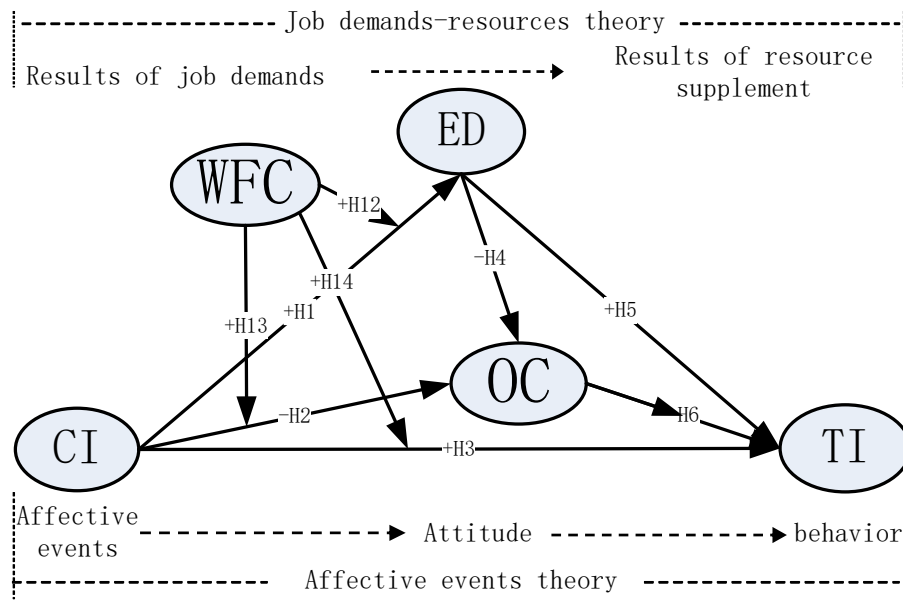 Job demands-resources theory
Results of job demands
Results of resource
supplement
ED
WFC
+H12
-H4
+H14
+H1
+H5
+H13
OC
-H2
H6
CI
+H3
TI
Affective
events
Attitude
behavior
Affective events theory